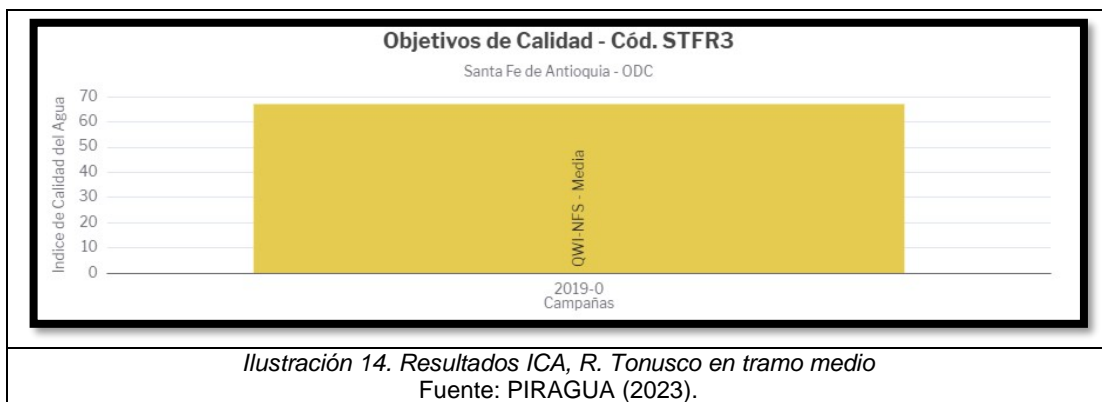 Objetivos de Calidad - Cód. STFR3
Santa Fe de Antioquia - ODC
Indice de Calidad del Agua
70
60
50
40
30
20
10
0
QWI-NFS - Media
2019-0
Campañas
Ilustración 14. Resultados ICA, R. Tonusco en tramo medio
Fuente: PIRAGUA (2023).